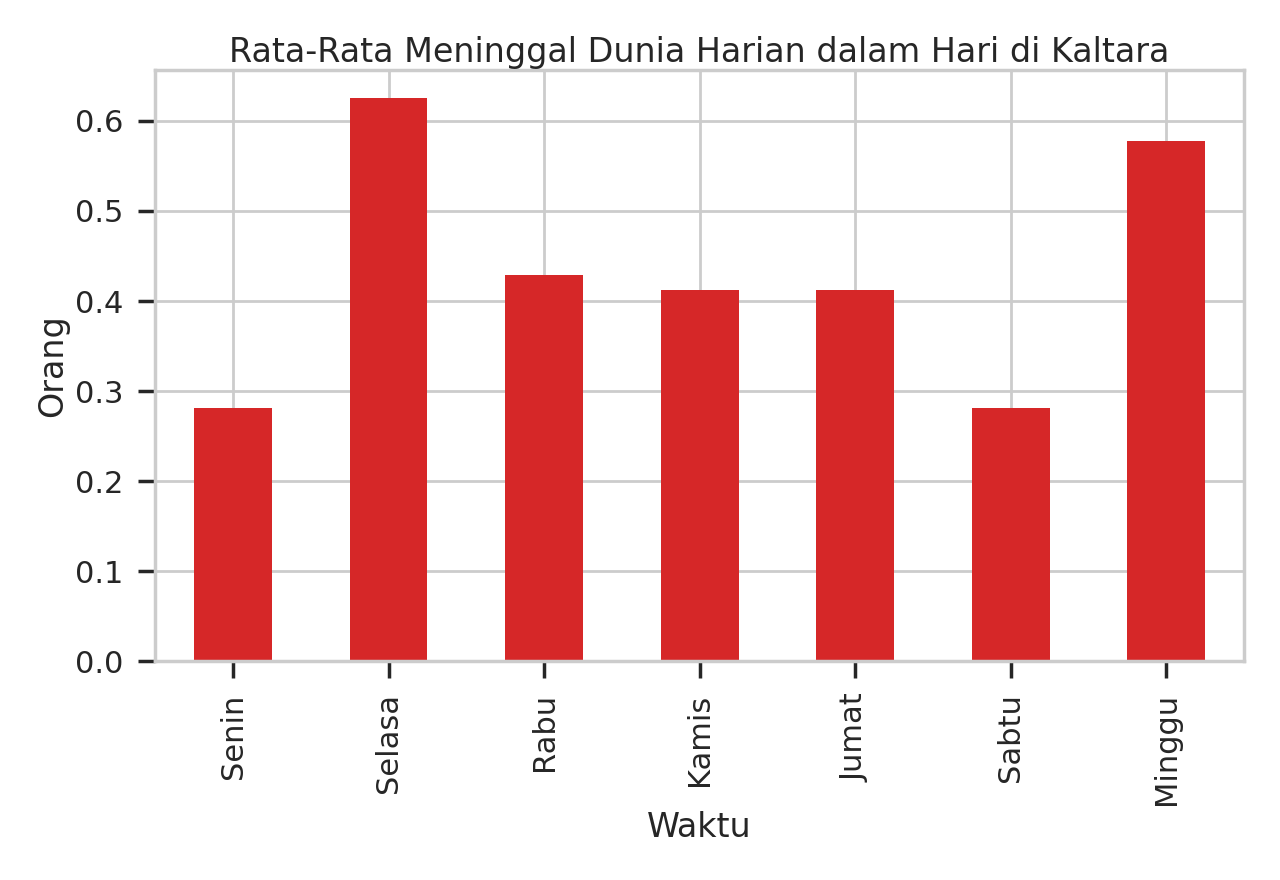 Rata-Rata Meninggal Dunia Harian dalam Hari di Kaltara
0.6
0.5
0.4
0.3
0.2
0.1
0.0
Orang
Senin
Selasa
Rabu
Kamis
Jumat
Sabtu
Minggu
Waktu